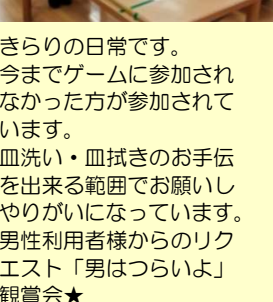 きらりの日常です。
今までゲームに参加され
なかった方が参加されて
います。
皿洗い・皿拭きのお手伝
を出来る範囲でお願いし
やりがいになっています。
男性利用者様からのリク
エスト「男はつらいよ」
観賞会★